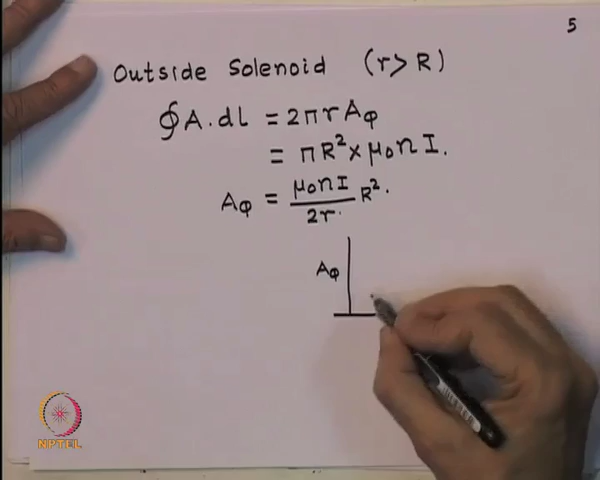 5
Outside Solenoid (r > R)
∮A.dl = 2πrAφ
= πR² × μ₀nI.
Aφ = μ₀nI/2r. R².
Aφ
NPTEL